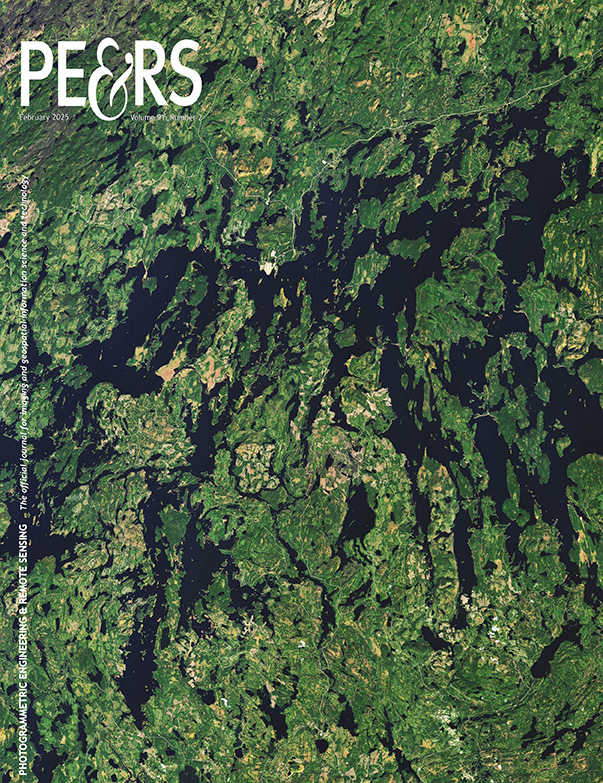 PE&RS
February 2025
Volume 91, Number 2
PHOTOGRAMMETRIC ENGINEERING & REMOTE SENSING
The official journal for imaging and geospatial information science and technology